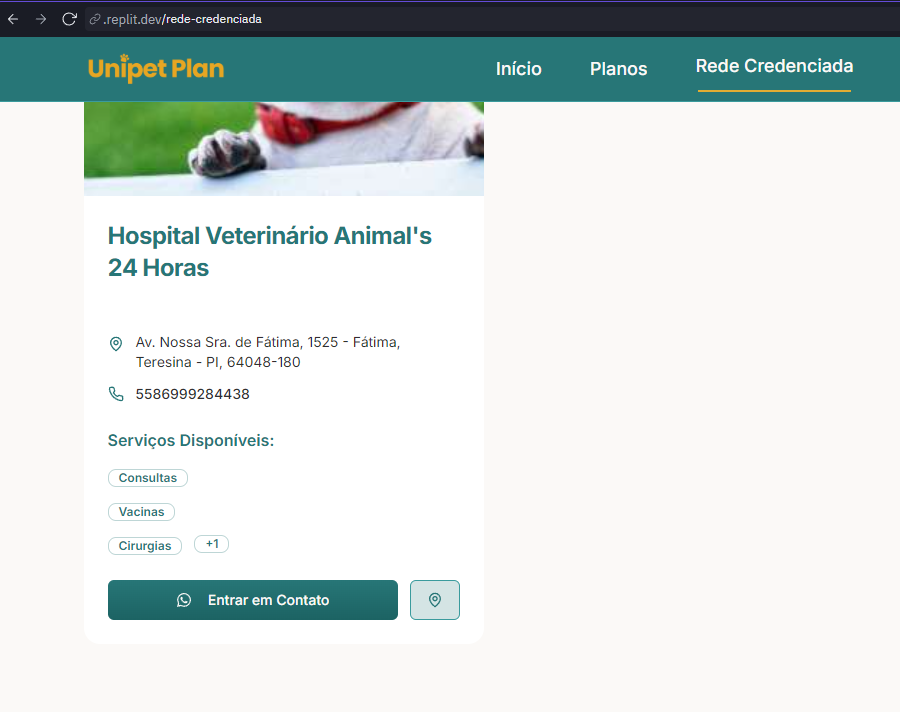 .replit.dev/rede-credenciada
Unipet Plan
Início
Planos
Rede Credenciada
Hospital Veterinário Animal's
24 Horas
Av. Nossa Sra. de Fátima, 1525 - Fátima,
Teresina - PI, 64048-180
5586999284438
Serviços Disponíveis:
Consultas
Vacinas
Cirurgias
+1
Entrar em Contato